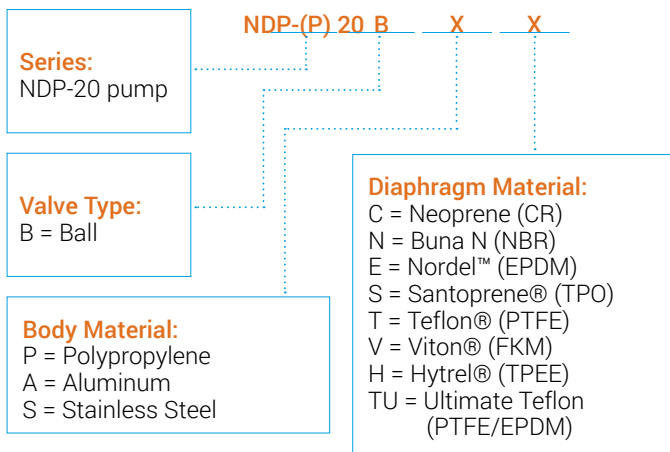 NDP-(P) 20 B X X
Series:
NDP-20 pump
Valve Type:
B = Ball
Body Material:
P = Polypropylene
A = Aluminum
S = Stainless Steel
Diaphragm Material:
C = Neoprene (CR)
N = Buna N (NBR)
E = Nordel™ (EPDM)
S = Santoprene® (TPO)
T = Teflon® (PTFE)
V = Viton® (FKM)
H = Hytrel® (TPEE)
TU = Ultimate Teflon
(PTFE/EPDM)